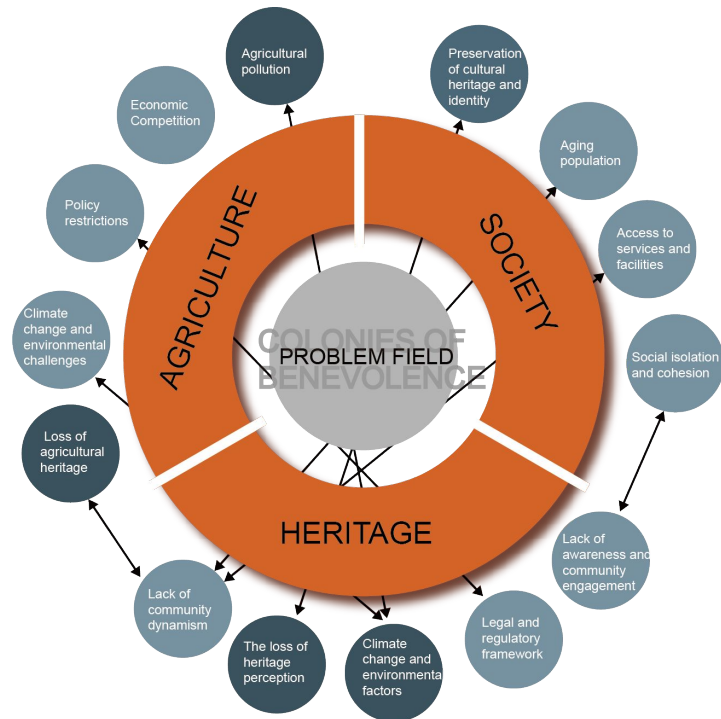 Agricultural
pollution
Preservation
of cultural
heritage and
identity
Economic
Competition
Aging
population
Policy
restrictions
Access to
services and
facilities
AGRICULTURE
SOCIETY
Climate
change and
environmental
challenges
COLONIES OF
PROBLEM FIELD
BENEVOLENCE
Social isolation
and cohesion
Loss of
agricultural
heritage
HERITAGE
Lack of
awareness and
community
engagement
Lack of
community
dynamism
Legal and
regulatory
framework
The loss of
heritage
perception
Climate
change and
environmental
factors